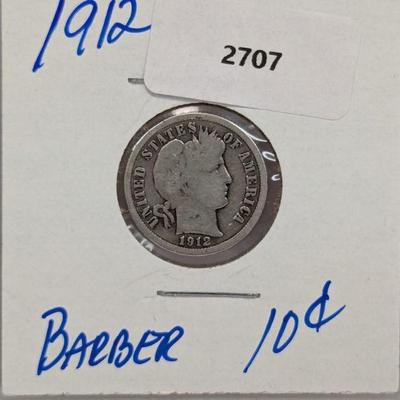 1912
2707
UNITED STATES OF AMERICA
1912
BARBER 10¢